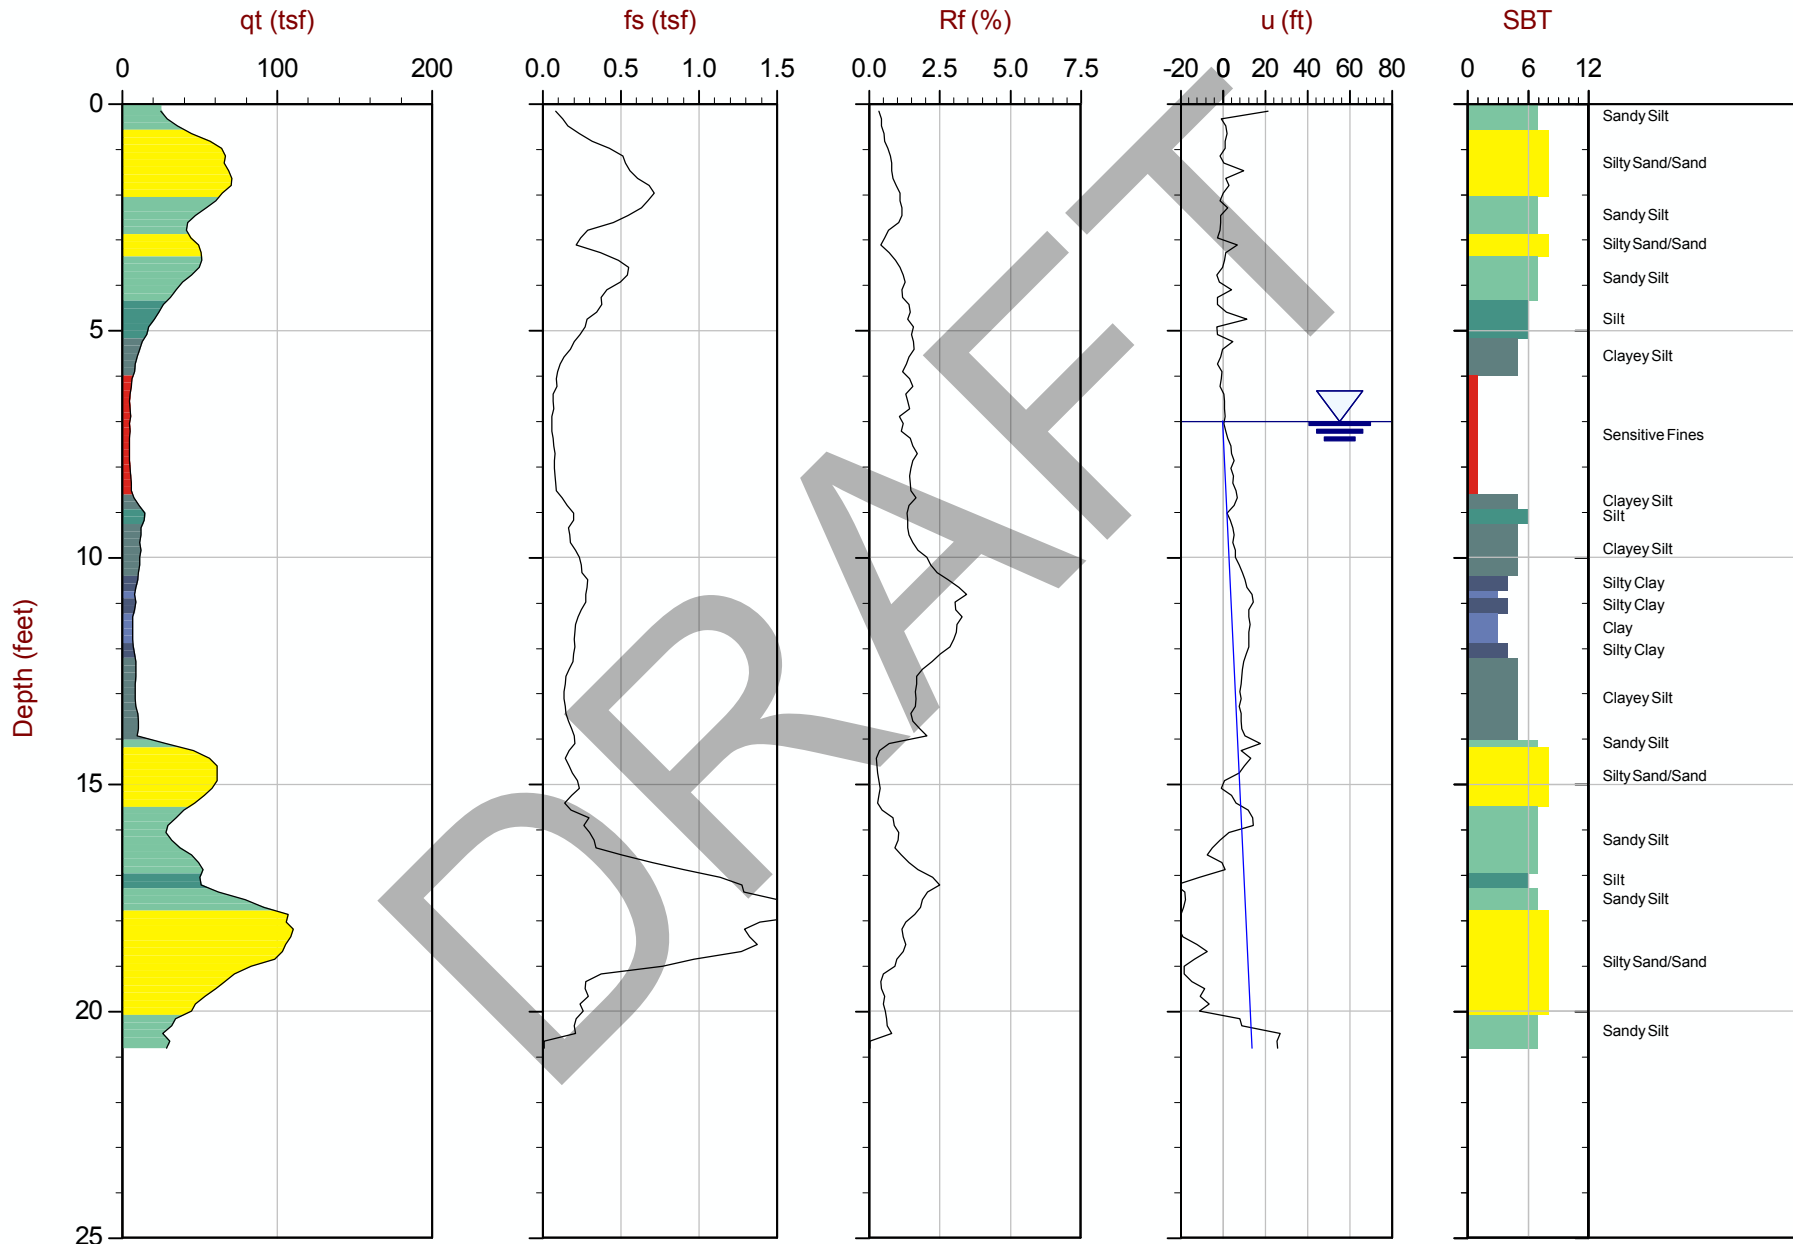 qt (tsf) fs (tsf) Rf (%) u (ft) SBT
0 100 200 0.0 0.5 1.0 1.5 0.0 2.5 5.0 7.5 -20 0 20 40 60 80 0 6 12
0
Sandy Silt
Silty Sand/Sand
Sandy Silt
Silty Sand/Sand
Sandy Silt
Silt
5
Clayey Silt
Sensitive Fines
Clayey Silt
Silt
Clayey Silt
10
Silty Clay
Silty Clay
Clay
Silty Clay
Depth (feet)
Clayey Silt
Sandy Silt
Silty Sand/Sand
15
Sandy Silt
Silt
Sandy Silt
Silty Sand/Sand
20
Sandy Silt
25
DRAFT